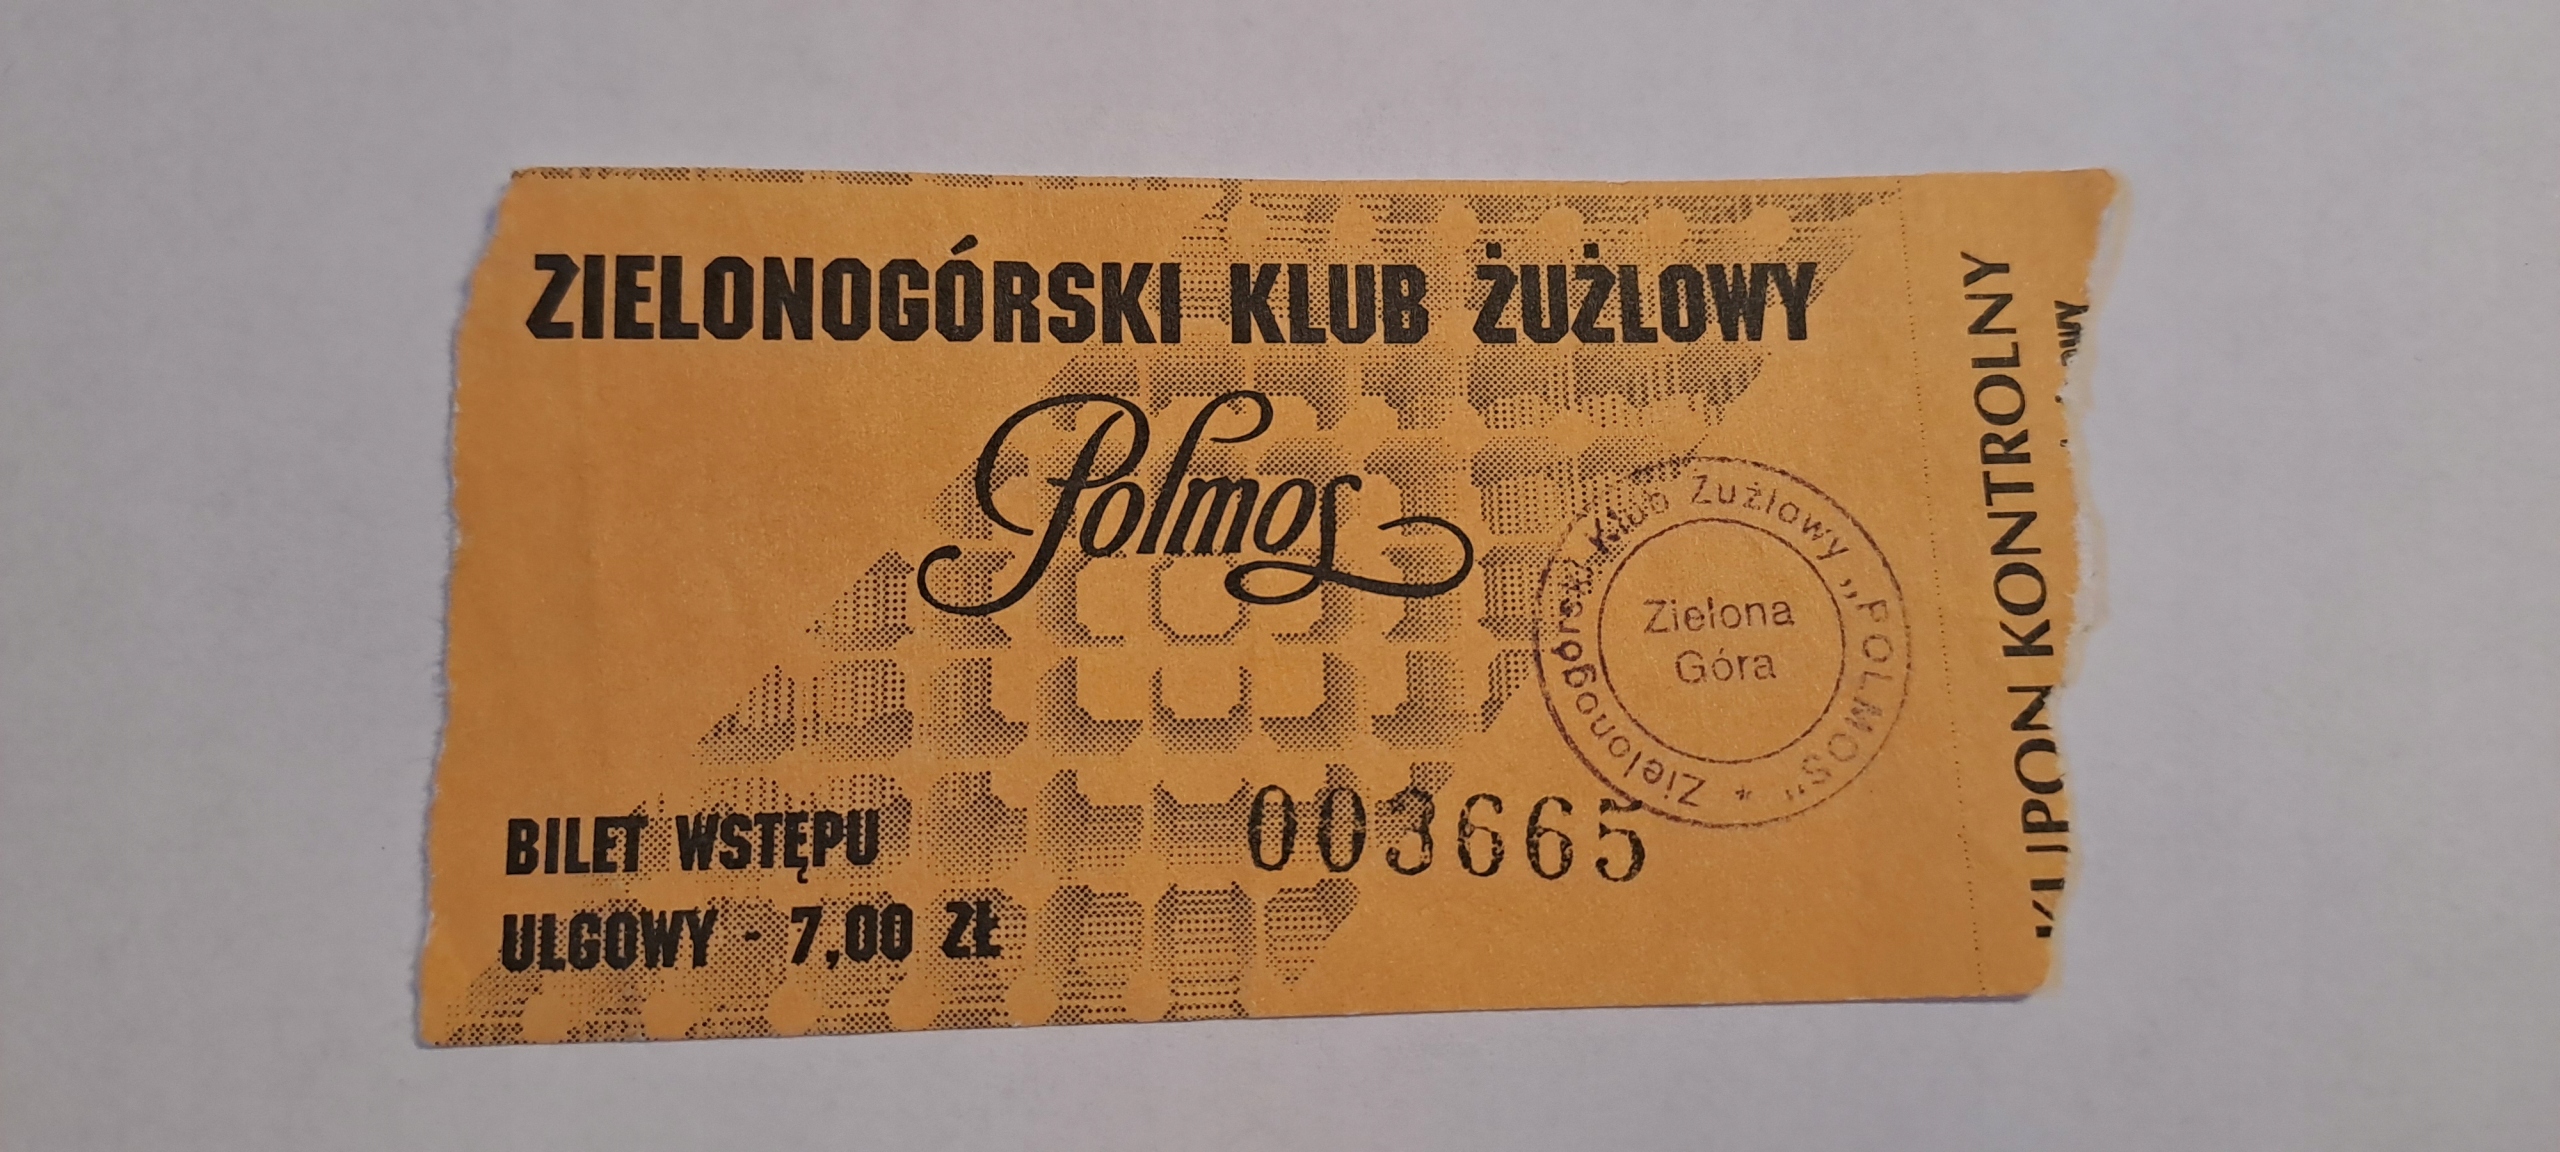 ZIELONOGÓRSKI KLUB ŻUŻLOWY
Polmos
Zielonogórski Klub Żużlowy „POLMOS” *
Zielona
Góra
003665
BILET WSTĘPU
ULGOWY - 7,00 ZŁ
KUPON KONTROLNY